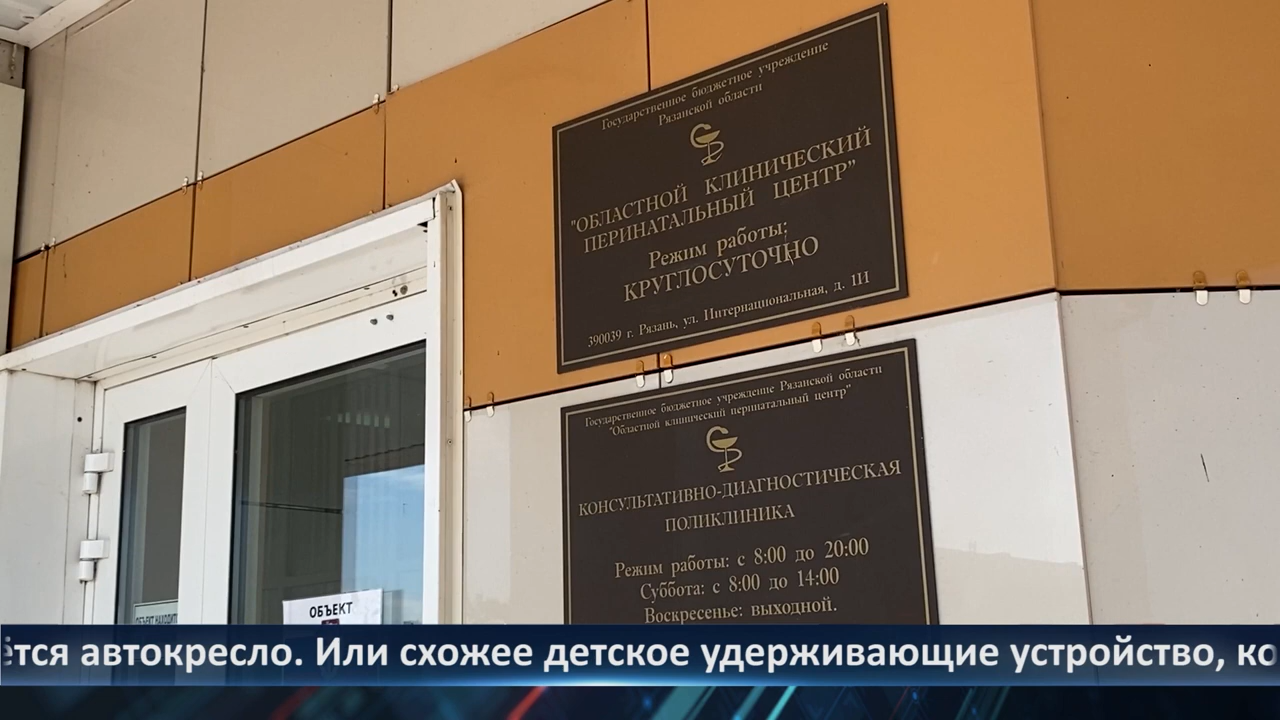 Государственное бюджетное учреждение
Рязанской области
"ОБЛАСТНОЙ КЛИНИЧЕСКИЙ
ПЕРИНАТАЛЬНЫЙ ЦЕНТР"
Режим работы:
КРУГЛОСУТОЧНО
390039 г. Рязань, ул. Интернациональная, д. 1И
Государственное бюджетное учреждение Рязанской области
"Областной клинический перинатальный центр"
КОНСУЛЬТАТИВНО-ДИАГНОСТИЧЕСКАЯ
ПОЛИКЛИНИКА
Режим работы: с 8:00 до 20:00
Суббота: с 8:00 до 14:00
Воскресенье: выходной.
ОБЪЕКТ
ОБЪЕКТ
ётся автокресло. Или схожее детское удерживающие устройство, ко